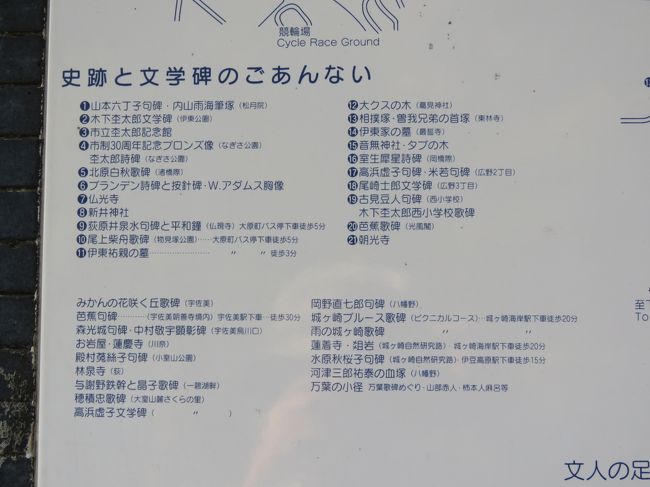 競輪場
Cycle Race Ground
史跡と文学碑のごあんない
❶山本六丁子句碑・内山雨海筆塚(松月院)
❷木下杢太郎文学碑(伊東公園)
❸市立杢太郎記念館
❹市制30周年記念ブロンズ像(なぎさ公園)
杢太郎詩碑(なぎさ公園)
❺北原白秋歌碑(渚橋際)
❻ブランデン詩碑と按針碑・W.アダムス胸像
❼仏光寺
❽新井神社
❾荻原井泉水句碑と平和鐘(仏現寺)大原町バス停下車徒歩5分
❿尾上柴舟歌碑(物見塚公園)……大原町バス停下車徒歩5分
⓫伊東祐親の墓…………………… 〃 〃 徒歩3分
⓬大クスの木(葛見神社)
⓭相撲塚・曽我兄弟の首塚(東林寺)
⓮伊東家の墓(最誓寺)
⓯音無神社・タブの木
⓰室生犀星詩碑(岡橋際)
⓱高浜虚子句碑・米若句碑(広野2丁目)
⓲尾崎士郎文学碑(広野3丁目)
⓳古見豆人句碑(西小学校)
木下杢太郎西小学校歌碑
⓴芭蕉歌碑(光風閣)
㉑朝光寺
みかんの花咲く丘歌碑(宇佐美)
芭蕉句碑…………(宇佐美朝善寺境内)宇佐美駅下車…徒歩30分
森光城句碑・中村敬宇顕彰碑(宇佐美烏川口)
お岩屋・蓮慶寺(川奈)
殿村菟絲子句碑(小室山公園)
林泉寺(荻)
与謝野鉄幹と晶子歌碑(一碧湖畔)
穂積忠歌碑(大室山麓さくらの里)
高浜虚子文学碑( 〃 )
岡野直七郎句碑(八幡野)
城ヶ崎ブルース歌碑(ピクニカルコース)…城ヶ崎海岸駅下車徒歩20分
雨の城ヶ崎歌碑 〃 〃
蓮着寺・俎岩(城ヶ崎自然研究路)・城ヶ崎海岸駅下車徒歩20分
水原秋桜子句碑(城ヶ崎自然研究路)・伊豆高原駅下車徒歩15分
河津三郎祐泰の血塚(八幡野)
万葉の小径 万葉歌碑めぐり・山部赤人・柿本人麻呂等
至下
To
文人の足